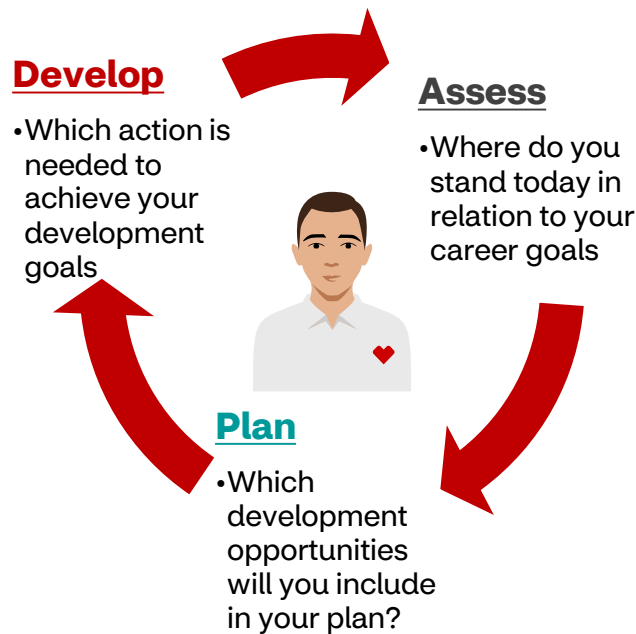 Develop
•Which action is
needed to
achieve your
development
goals
Assess
•Where do you
stand today in
relation to your
career goals
Plan
•Which
development
opportunities
will you include
in your plan?